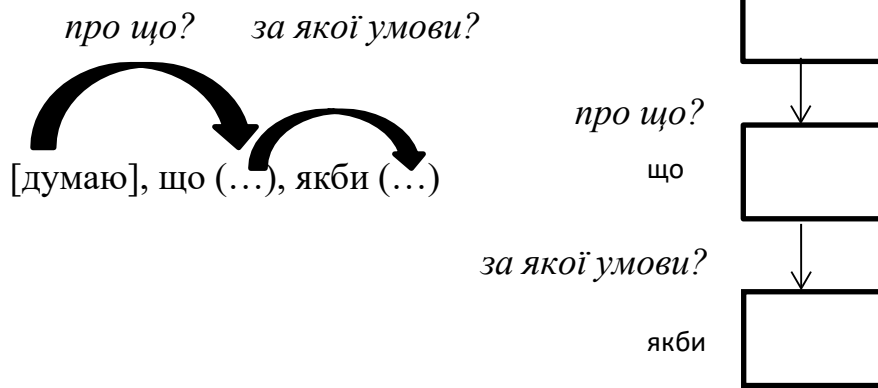 про що? за якої умови?
[думаю], що (…), якби (…)
про що?
що
за якої умови?
якби